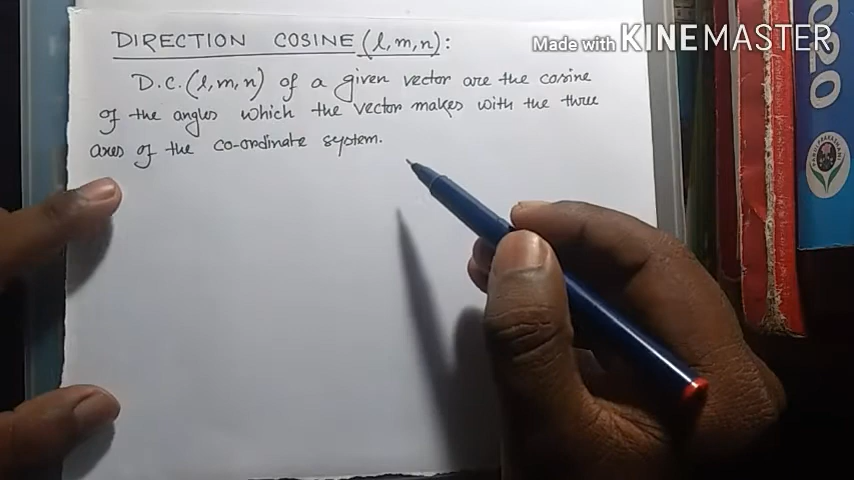 Made with KINEMASTER
DIRECTION COSINE (l, m, n):
D.C. (l, m, n) of a given vector are the cosine
of the angles which the vector makes with the three
axes of the co-ordinate system.
020